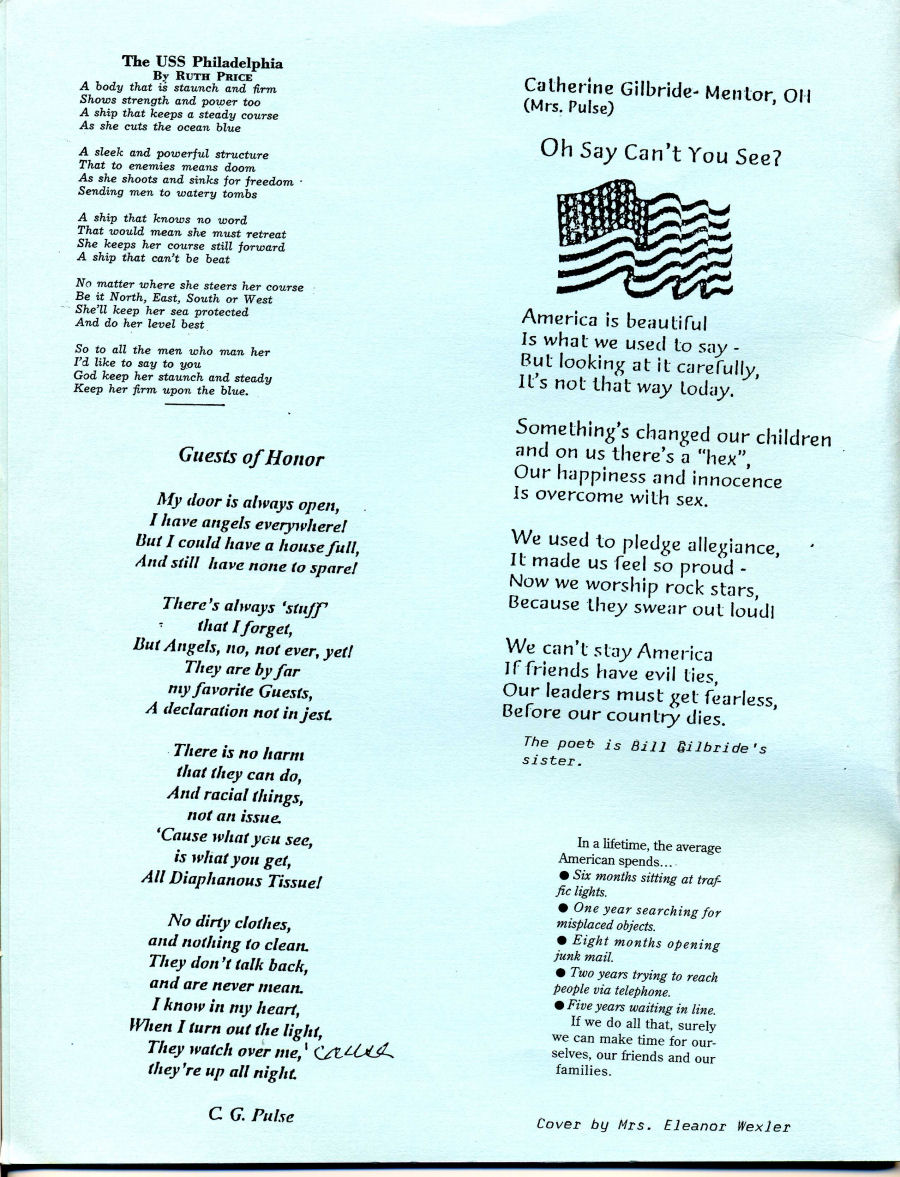 The USS Philadelphia
By RUTH PRICE
A body that is staunch and firm
Shows strength and power too
A ship that keeps a steady course
As she cuts the ocean blue
A sleek and powerful structure
That to enemies means doom
As she shoots and sinks for freedom
Sending men to watery tombs
A ship that knows no word
That would mean she must retreat
She keeps her course still forward
A ship that can't be beat
No matter where she steers her course
Be it North, East, South or West
She'll keep her sea protected
And do her level best
So to all the men who man her
I'd like to say to you
God keep her staunch and steady
Keep her firm upon the blue.
Guests of Honor
My door is always open,
I have angels everywhere!
But I could have a house full,
And still have none to spare!
There's always 'stuff'
that I forget,
But Angels, no, not ever, yet!
They are by far
my favorite Guests,
A declaration not in jest.
There is no harm
that they can do,
And racial things,
not an issue.
'Cause what you see,
is what you get,
All Diaphanous Tissue!
No dirty clothes,
and nothing to clean.
They don't talk back,
and are never mean.
I know in my heart,
When I turn out the light,
They watch over me,' cause
they're up all night.
C. G. Pulse
Catherine Gilbride- Mentor, OH
(Mrs. Pulse)
Oh Say Can't You See?
America is beautiful
Is what we used to say -
But looking at it carefully,
It's not that way today.
Something's changed our children
and on us there's a "hex",
Our happiness and innocence
Is overcome with sex.
We used to pledge allegiance,
It made us feel so proud -
Now we worship rock stars,
Because they swear out loud!
We can't stay America
If friends have evil ties,
Our leaders must get fearless,
Before our country dies.
The poet is Bill Gilbride's
sister.
In a lifetime, the average
American spends...
● Six months sitting at traf-
fic lights.
● One year searching for
misplaced objects.
● Eight months opening
junk mail.
● Two years trying to reach
people via telephone.
● Five years waiting in line.
If we do all that, surely
we can make time for our-
selves, our friends and our
families.
Cover by Mrs. Eleanor Wexler